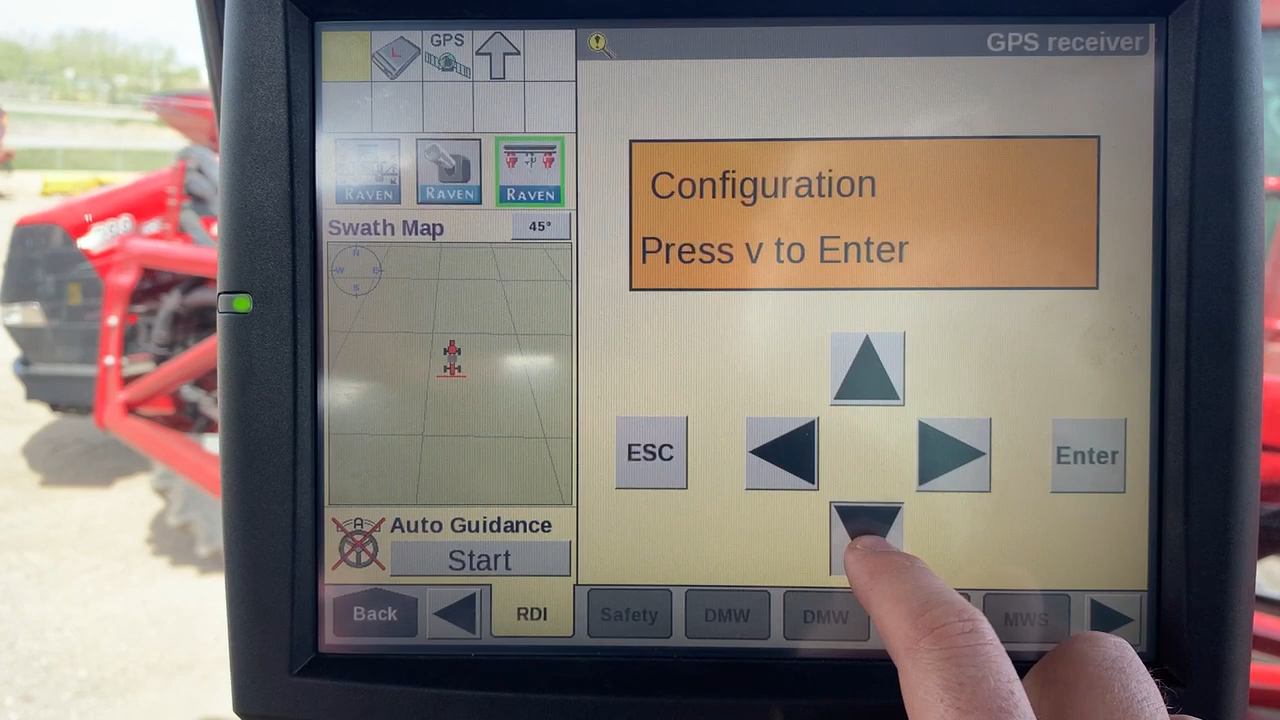 GPS
GPS receiver
RAVEN
RAVEN
RAVEN
Swath Map
45°
N
W
E
S
Configuration
Press v to Enter
ESC
Enter
A
Auto Guidance
Start
Back
RDI
Safety
DMW
DMW
MWS